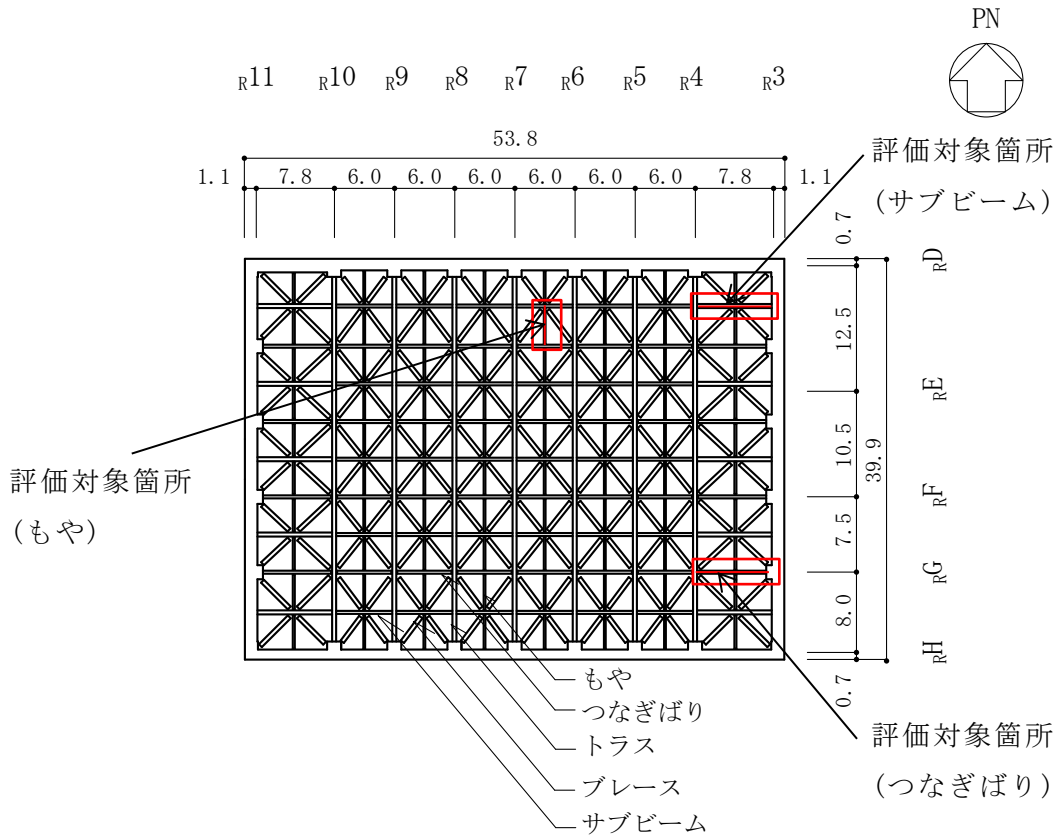 PN
R11 R10 R9 R8 R7 R6 R5 R4 R3
53.8
1.1 7.8 6.0 6.0 6.0 6.0 6.0 6.0 7.8 1.1
評価対象箇所
(サブビーム)
0.7
RD
12.5
RE
10.5
39.9
RF
7.5
RG
8.0
RH
0.7
評価対象箇所
(もや)
もや
つなぎばり
トラス
ブレース
サブビーム
評価対象箇所
(つなぎばり)